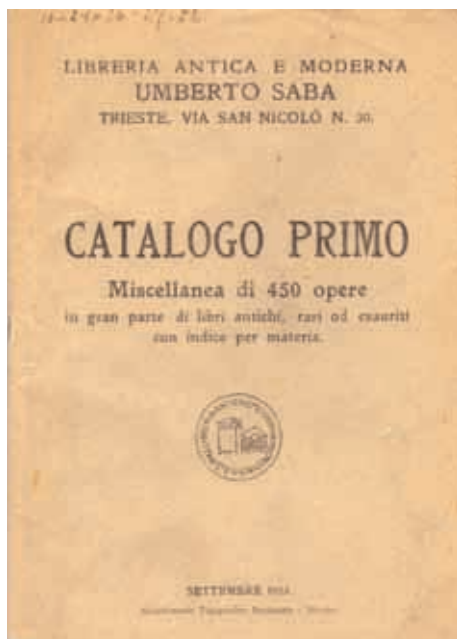 LIBRERIA ANTICA E MODERNA
UMBERTO SABA
TRIESTE, VIA SAN NICOLÒ N. 30.
CATALOGO PRIMO
Miscellanea di 450 opere
in gran parte di libri antichi, rari od esauriti
con indice per materia.
SETTEMBRE